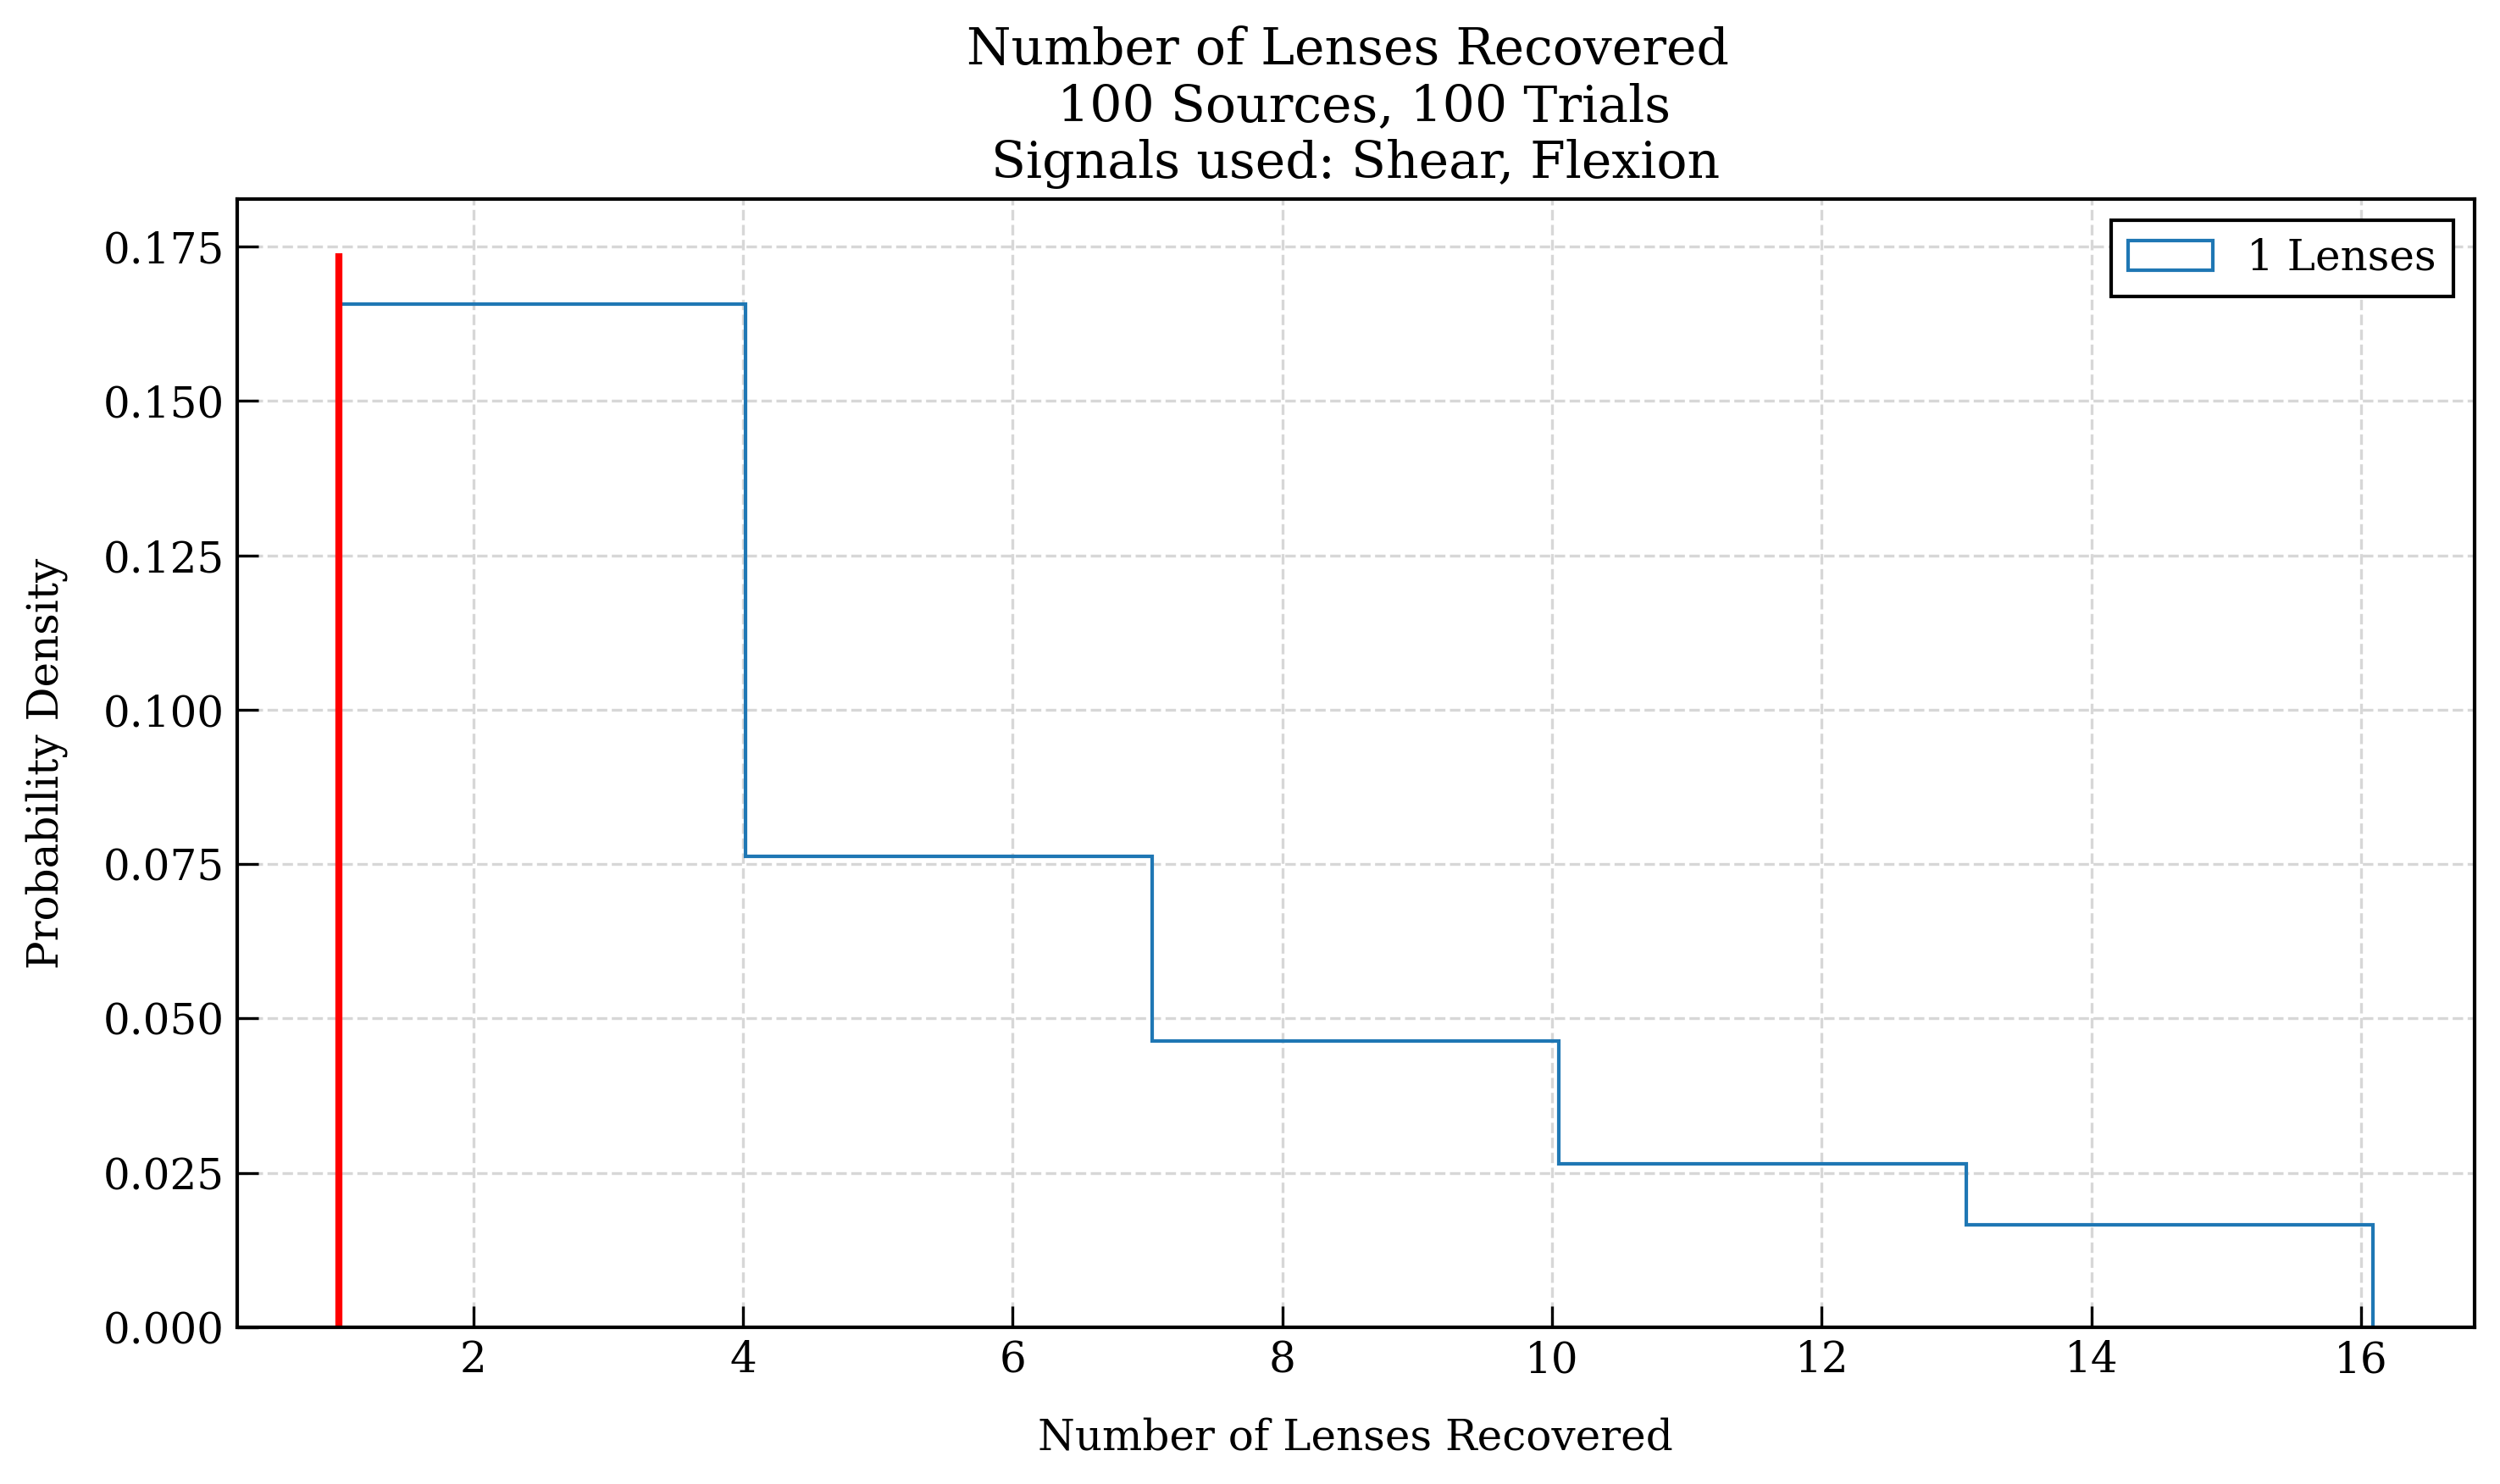 Number of Lenses Recovered
100 Sources, 100 Trials
Signals used: Shear, Flexion
1 Lenses
Probability Density
0.175
0.150
0.125
0.100
0.075
0.050
0.025
0.000
2 4 6 8 10 12 14 16
Number of Lenses Recovered